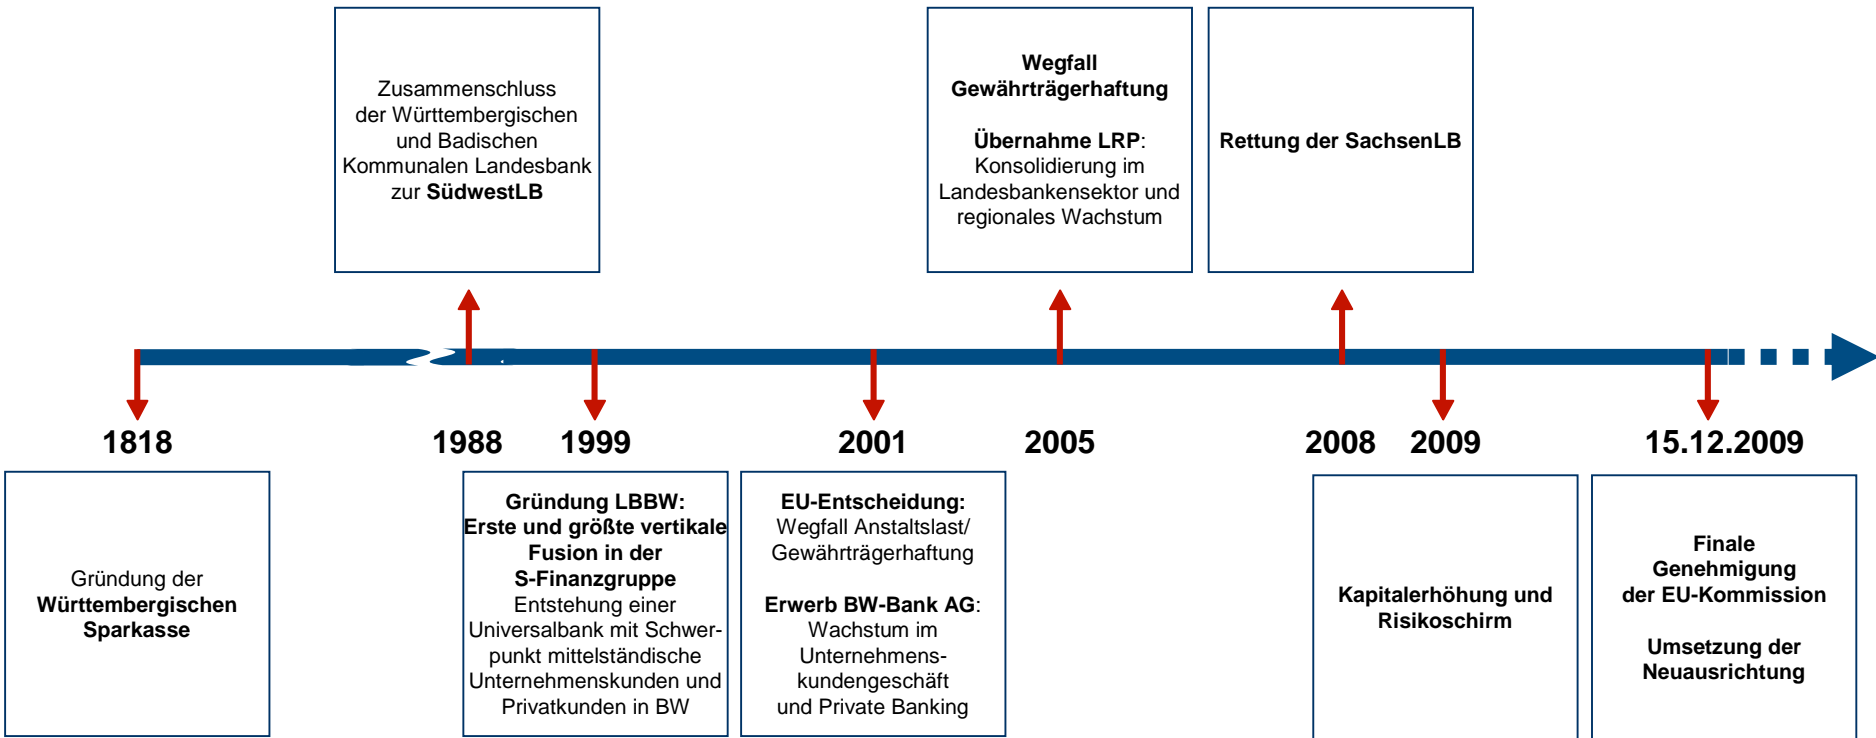 Zusammenschluss
der Württembergischen
und Badischen
Kommunalen Landesbank
zur SüdwestLB
Wegfall
Gewährträgerhaftung
Übernahme LRP:
Konsolidierung im
Landesbankensektor und
regionales Wachstum
Rettung der SachsenLB
1818
1988
1999
2001
2005
2008
2009
15.12.2009
Gründung der
Württembergischen
Sparkasse
Gründung LBBW:
Erste und größte vertikale
Fusion in der
S-Finanzgruppe
Entstehung einer
Universalbank mit Schwer-
punkt mittelständische
Unternehmenskunden und
Privatkunden in BW
EU-Entscheidung:
Wegfall Anstaltslast/
Gewährträgerhaftung
Erwerb BW-Bank AG:
Wachstum im
Unternehmens-
kundengeschäft
und Private Banking
Kapitalerhöhung und
Risikoschirm
Finale
Genehmigung
der EU-Kommission
Umsetzung der
Neuausrichtung